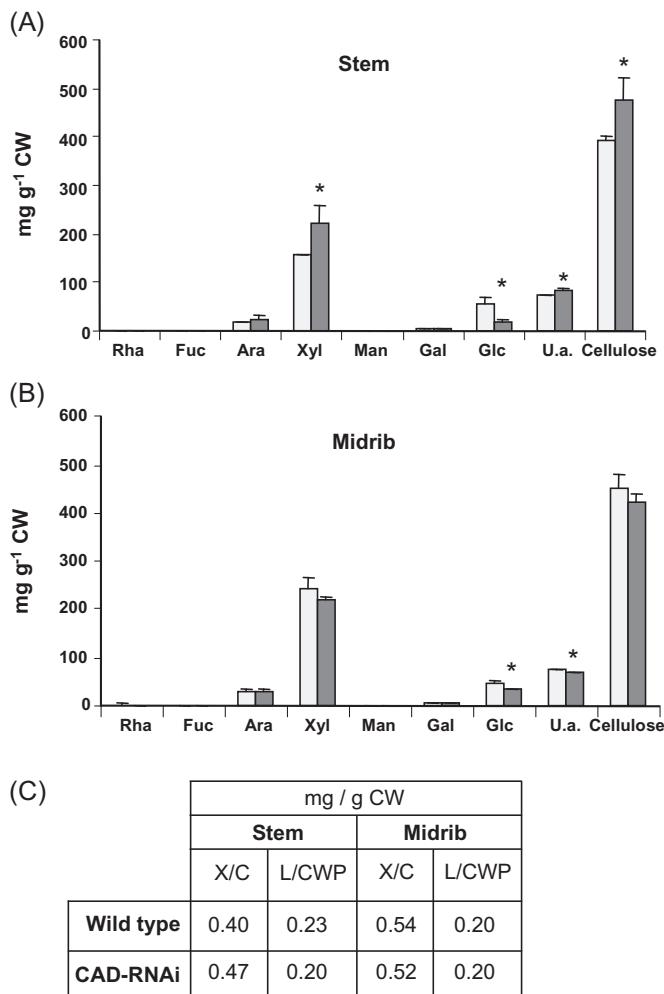 (A)
Stem
600
500
400
300
200
100
0
mg g⁻¹ CW
*
*
*
*
Rha Fuc Ara Xyl Man Gal Glc U.a. Cellulose
(B)
Midrib
600
500
400
300
200
100
0
mg g⁻¹ CW
*
*
Rha Fuc Ara Xyl Man Gal Glc U.a. Cellulose
(C)
mg / g CW
Stem Midrib
X/C L/CWP X/C L/CWP
Wild type 0.40 0.23 0.54 0.20
CAD-RNAi 0.47 0.20 0.52 0.20